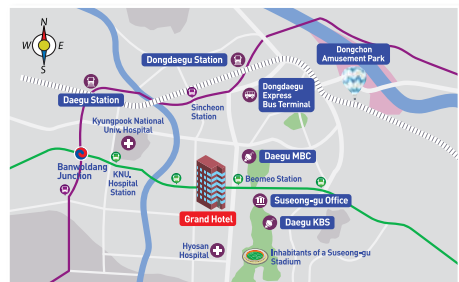 N
W
E
S
Dongdaegu Station
Dongchon
Amusement Park
Daegu Station
Dongdaegu
Express
Bus Terminal
Sincheon
Station
Kyungpook National
Univ. Hospital
Daegu MBC
Banwoldang
Junction
KNU,
Hospital
Station
Beomeo Station
Suseong-gu Office
Grand Hotel
Daegu KBS
Hyosan
Hospital
Inhabitants of a Suseong-gu
Stadium